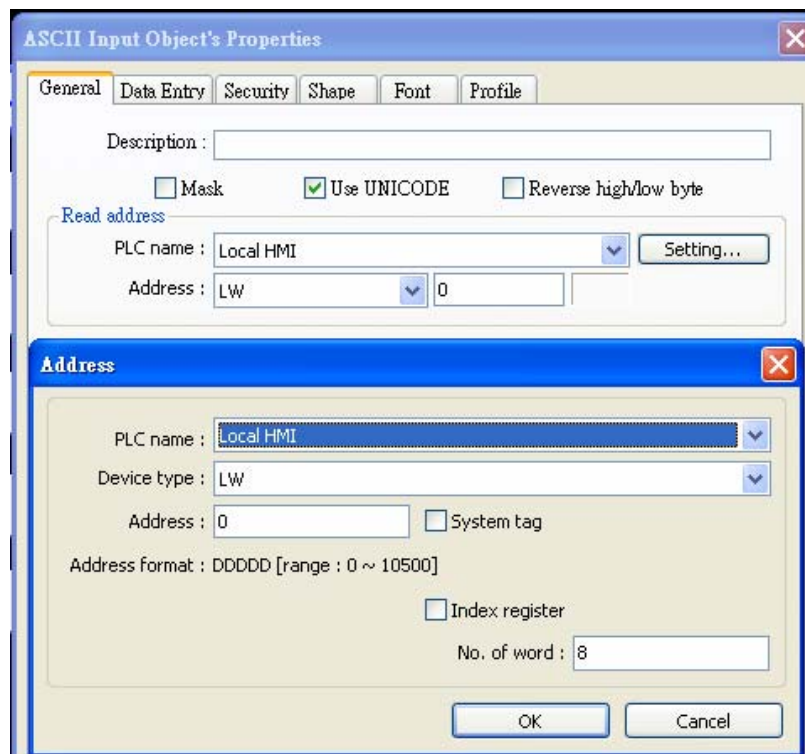 ASCII Input Object's Properties
General Data Entry Security Shape Font Profile
Description :
Mask Use UNICODE Reverse high/low byte
Read address
PLC name : Local HMI Setting...
Address : LW 0
Address
PLC name : Local HMI
Device type : LW
Address : 0 System tag
Address format : DDDDD [range : 0 ~ 10500]
Index register
No. of word : 8
OK Cancel